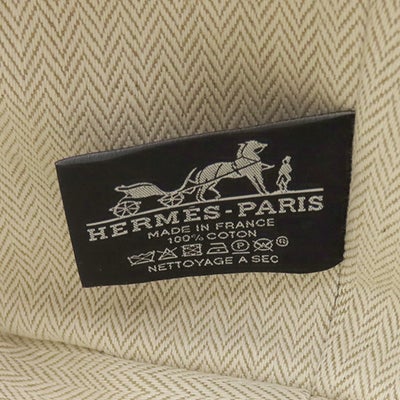 HERMES-PARIS
MADE IN FRANCE
100% COTON
NETTOYAGE A SEC